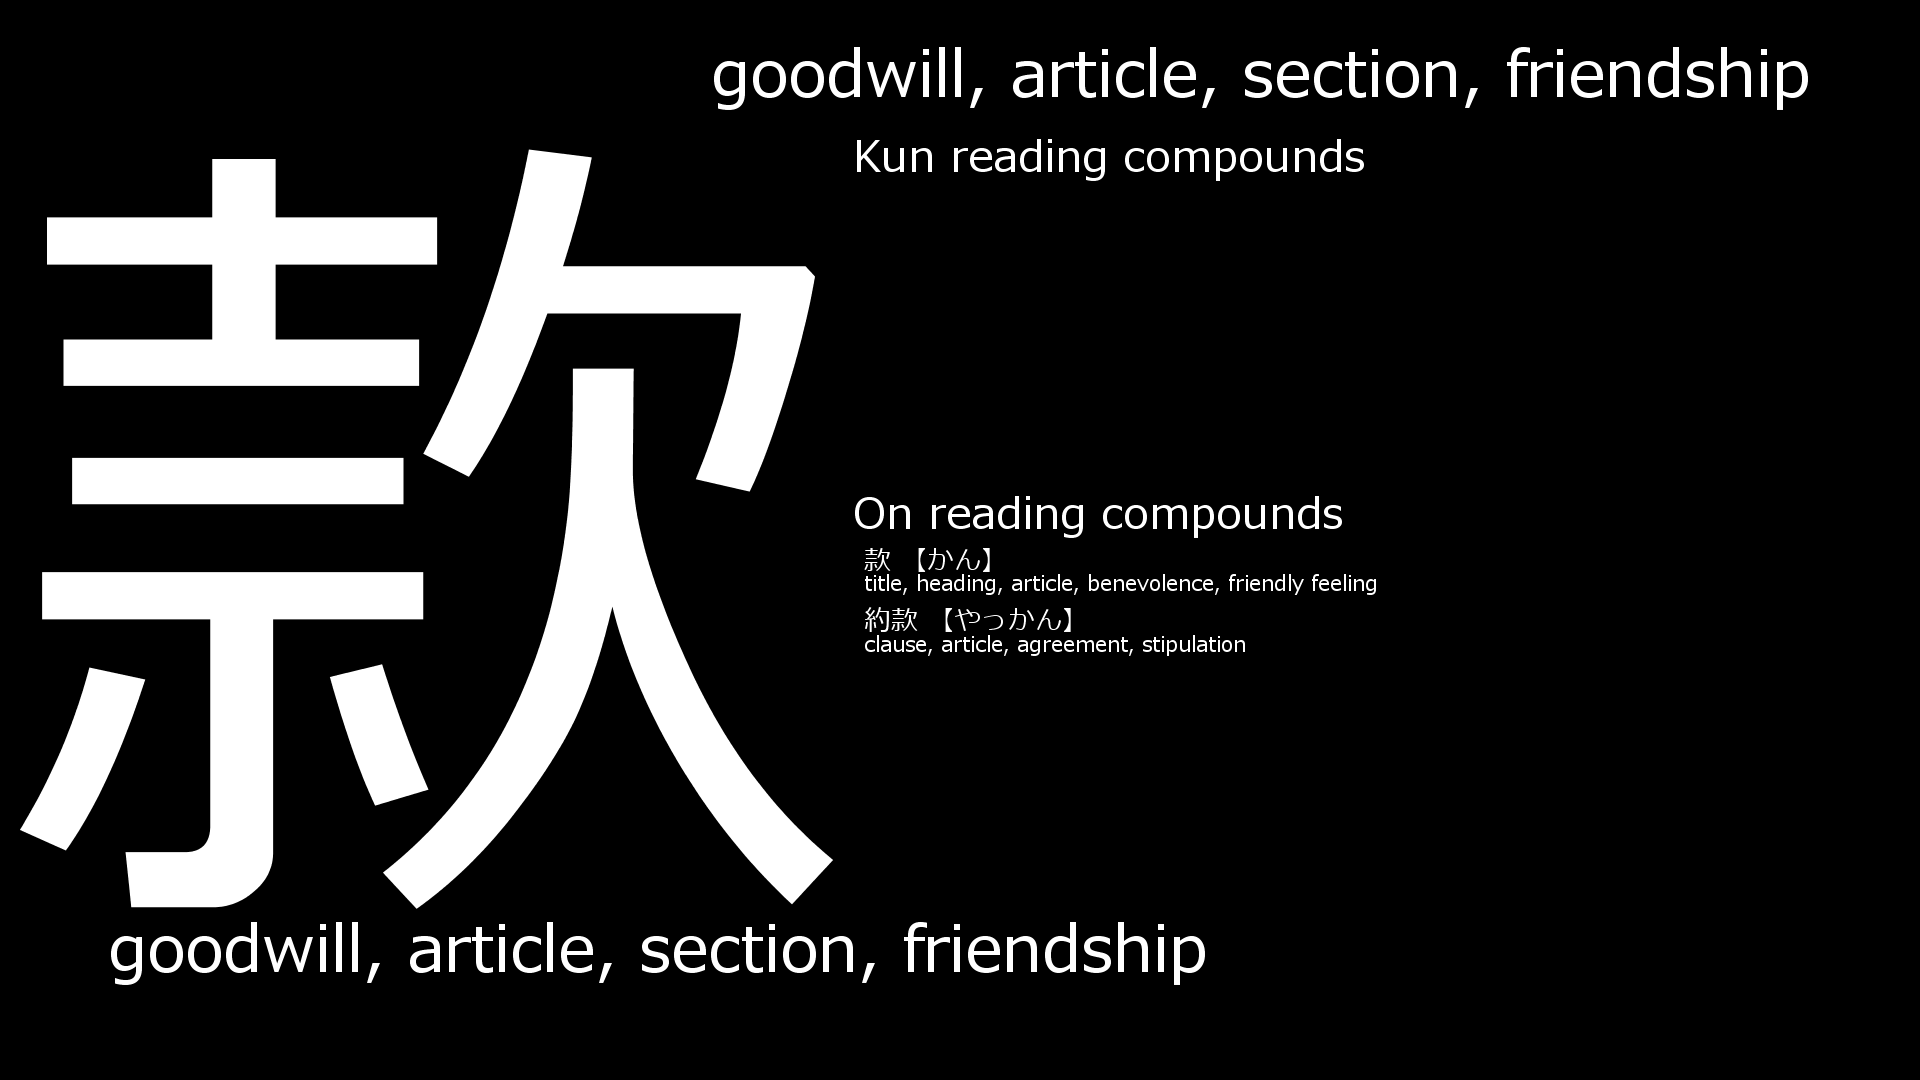 goodwill, article, section, friendship
款
Kun reading compounds
On reading compounds
款 【かん】
title, heading, article, benevolence, friendly feeling
約款 【やっかん】
clause, article, agreement, stipulation
goodwill, article, section, friendship